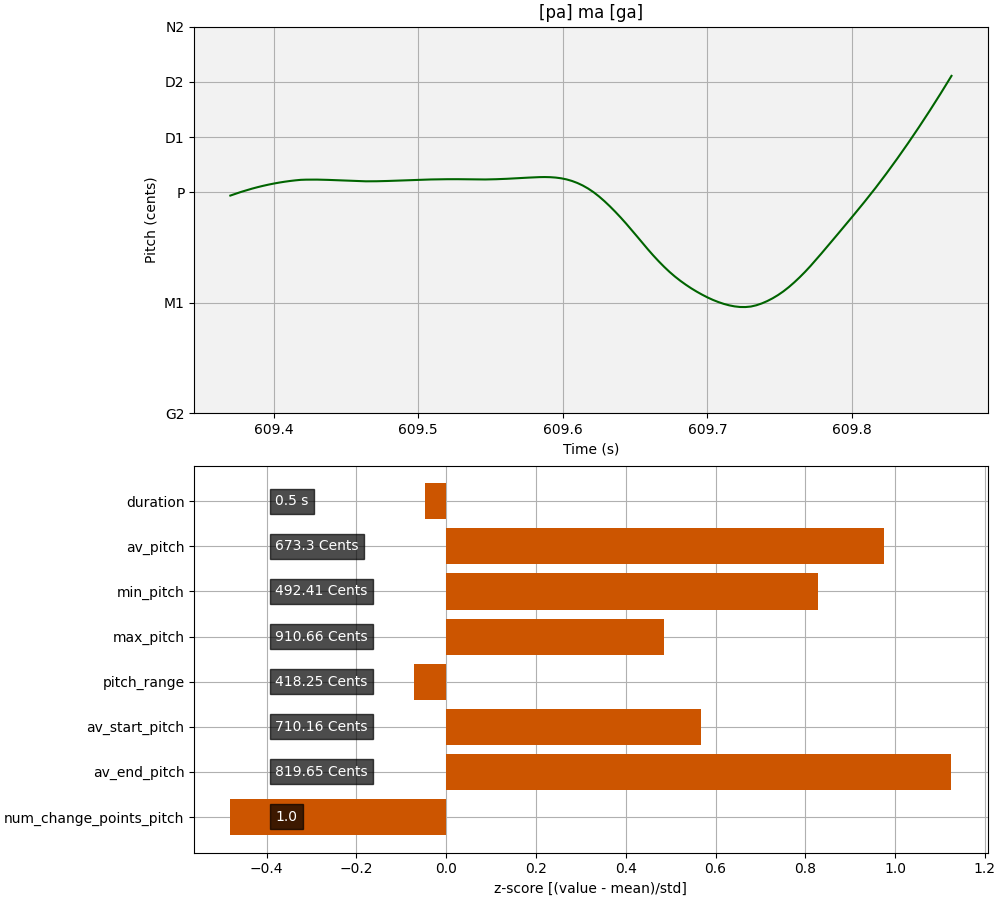 [pa] ma [ga]
N2
D2
D1
P
M1
G2
Pitch (cents)
609.4 609.5 609.6 609.7 609.8
Time (s)
duration 0.5 s
av_pitch 673.3 Cents
min_pitch 492.41 Cents
max_pitch 910.66 Cents
pitch_range 418.25 Cents
av_start_pitch 710.16 Cents
av_end_pitch 819.65 Cents
num_change_points_pitch 1.0
−0.4 −0.2 0.0 0.2 0.4 0.6 0.8 1.0 1.2
z-score [(value - mean)/std]